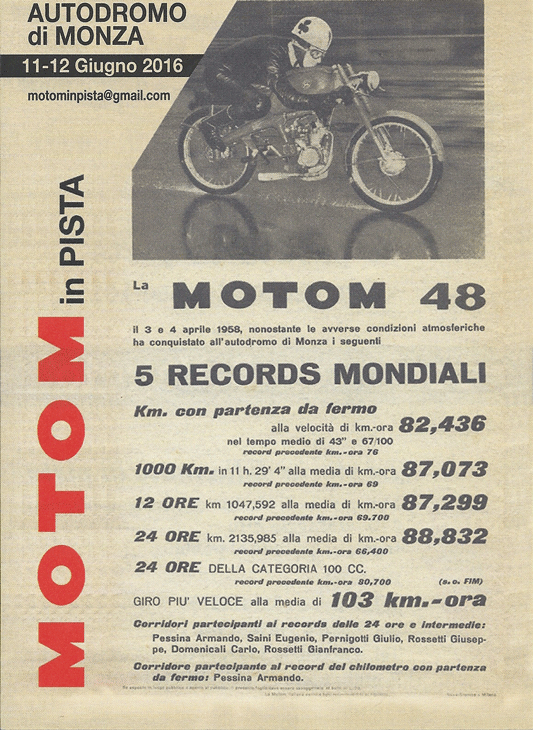 AUTODROMO
di MONZA
11-12 Giugno 2016
motominpista@gmail.com
MOTOM in PISTA
La MOTOM 48
il 3 e 4 aprile 1958, nonostante le avverse condizioni atmosferiche
ha conquistato all'autodromo di Monza i seguenti
5 RECORDS MONDIALI
Km. con partenza da fermo
alla velocità di km.-ora 82,436
nel tempo medio di 43" e 67/100
record precedente km.-ora 76
1000 Km. in 11 h. 29' 4" alla media di km.-ora 87,073
record precedente km.-ora 69
12 ORE km 1047,592 alla media di km.-ora 87,299
record precedente km.-ora 69.700
24 ORE km. 2135,985 alla media di km.-ora 88,832
record precedente km.-ora 66,400
24 ORE DELLA CATEGORIA 100 CC.
record precedente km.-ora 80,700 (s. o. FIM)
GIRO PIU' VELOCE alla media di 103 km.-ora
Corridori partecipanti ai records delle 24 ore e intermedie:
Pessina Armando, Saini Eugenio, Pernigotti Giulio, Rossetti Giusep-
pe, Domenicali Carlo, Rossetti Gianfranco.
Corridore partecipante al record del chilometro con partenza
da fermo: Pessina Armando.